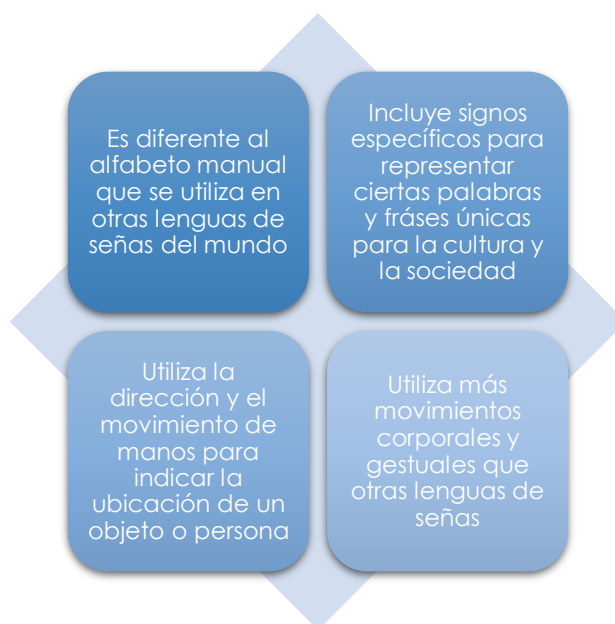 Es diferente al
alfabeto manual
que se utiliza en
otras lenguas de
señas del mundo
Incluye signos
específicos para
representar
ciertas palabras
y fráses únicas
para la cultura y
la sociedad
Utiliza la
dirección y el
movimiento de
manos para
indicar la
ubicación de un
objeto o persona
Utiliza más
movimientos
corporales y
gestuales que
otras lenguas de
señas